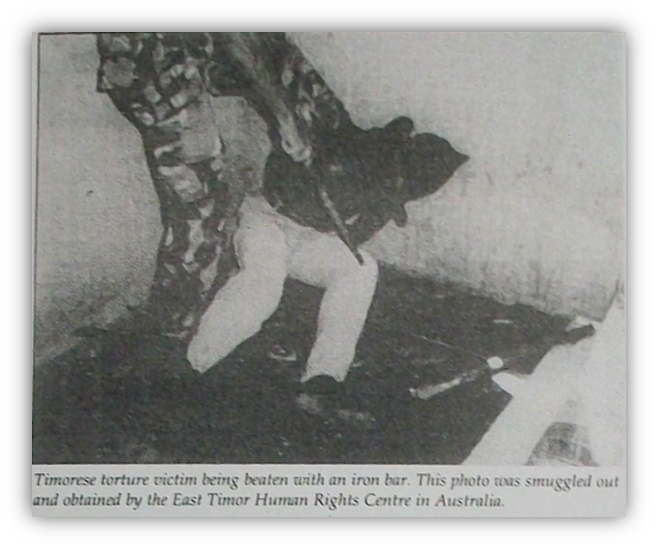 Timorese torture victim being beaten with an iron bar. This photo was smuggled out
and obtained by the East Timor Human Rights Centre in Australia.